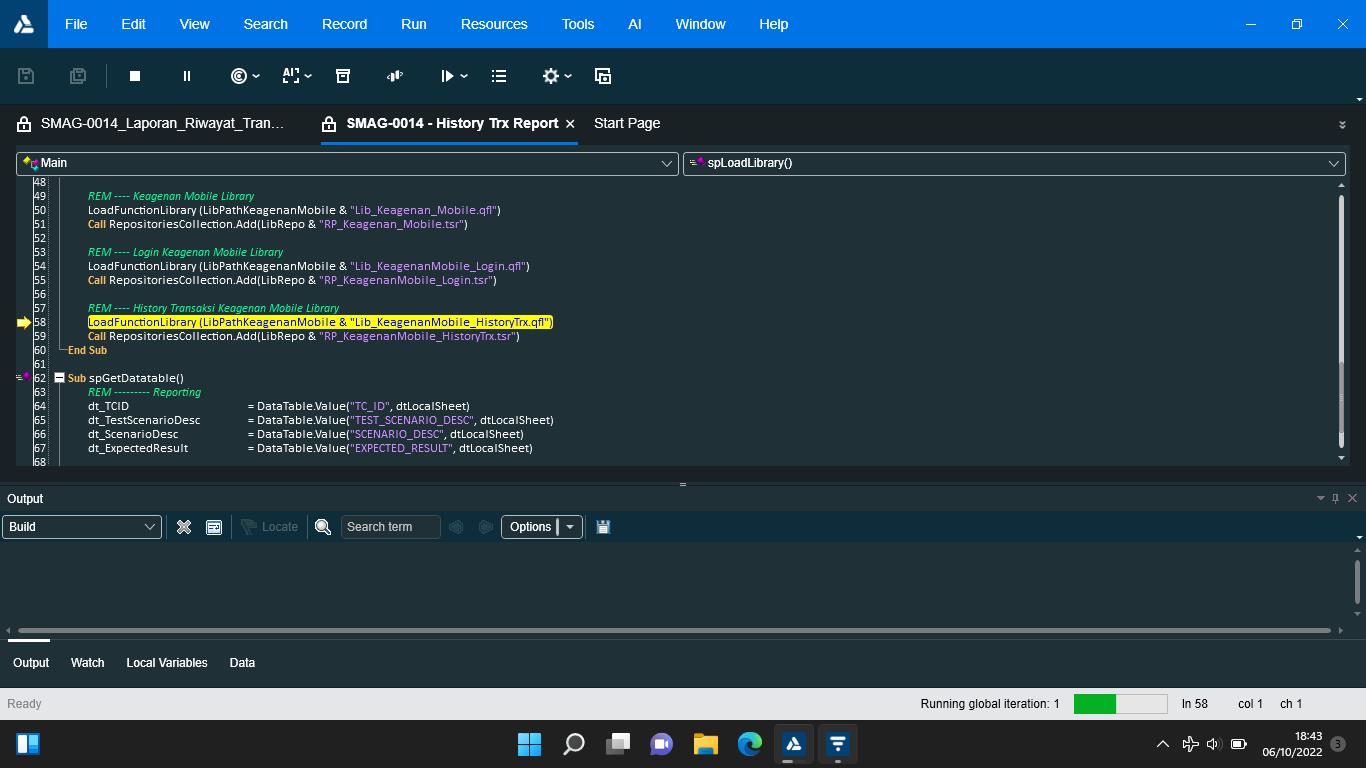 File Edit View Search Record Run Resources Tools AI Window Help
SMAG-0014_Laporan_Riwayat_Tran... SMAG-0014 - History Trx Report × Start Page
Main spLoadLibrary()
48
49 REM ---- Keagenan Mobile Library
50 LoadFunctionLibrary (LibPathKeagenanMobile & "Lib_Keagenan_Mobile.qfl")
51 Call RepositoriesCollection.Add(LibRepo & "RP_Keagenan_Mobile.tsr")
52
53 REM ---- Login Keagenan Mobile Library
54 LoadFunctionLibrary (LibPathKeagenanMobile & "Lib_KeagenanMobile_Login.qfl")
55 Call RepositoriesCollection.Add(LibRepo & "RP_KeagenanMobile_Login.tsr")
56
57 REM ---- History Transaksi Keagenan Mobile Library
58 LoadFunctionLibrary (LibPathKeagenanMobile & "Lib_KeagenanMobile_HistoryTrx.qfl")
59 Call RepositoriesCollection.Add(LibRepo & "RP_KeagenanMobile_HistoryTrx.tsr")
60 End Sub
61
62 Sub spGetDatatable()
63 REM --------- Reporting
64 dt_TCID = DataTable.Value("TC_ID", dtLocalSheet)
65 dt_TestScenarioDesc = DataTable.Value("TEST_SCENARIO_DESC", dtLocalSheet)
66 dt_ScenarioDesc = DataTable.Value("SCENARIO_DESC", dtLocalSheet)
67 dt_ExpectedResult = DataTable.Value("EXPECTED_RESULT", dtLocalSheet)
68
Output
Build Locate Search term Options
Output Watch Local Variables Data
Ready Running global iteration: 1 ln 58 col 1 ch 1
18:43
06/10/2022 3